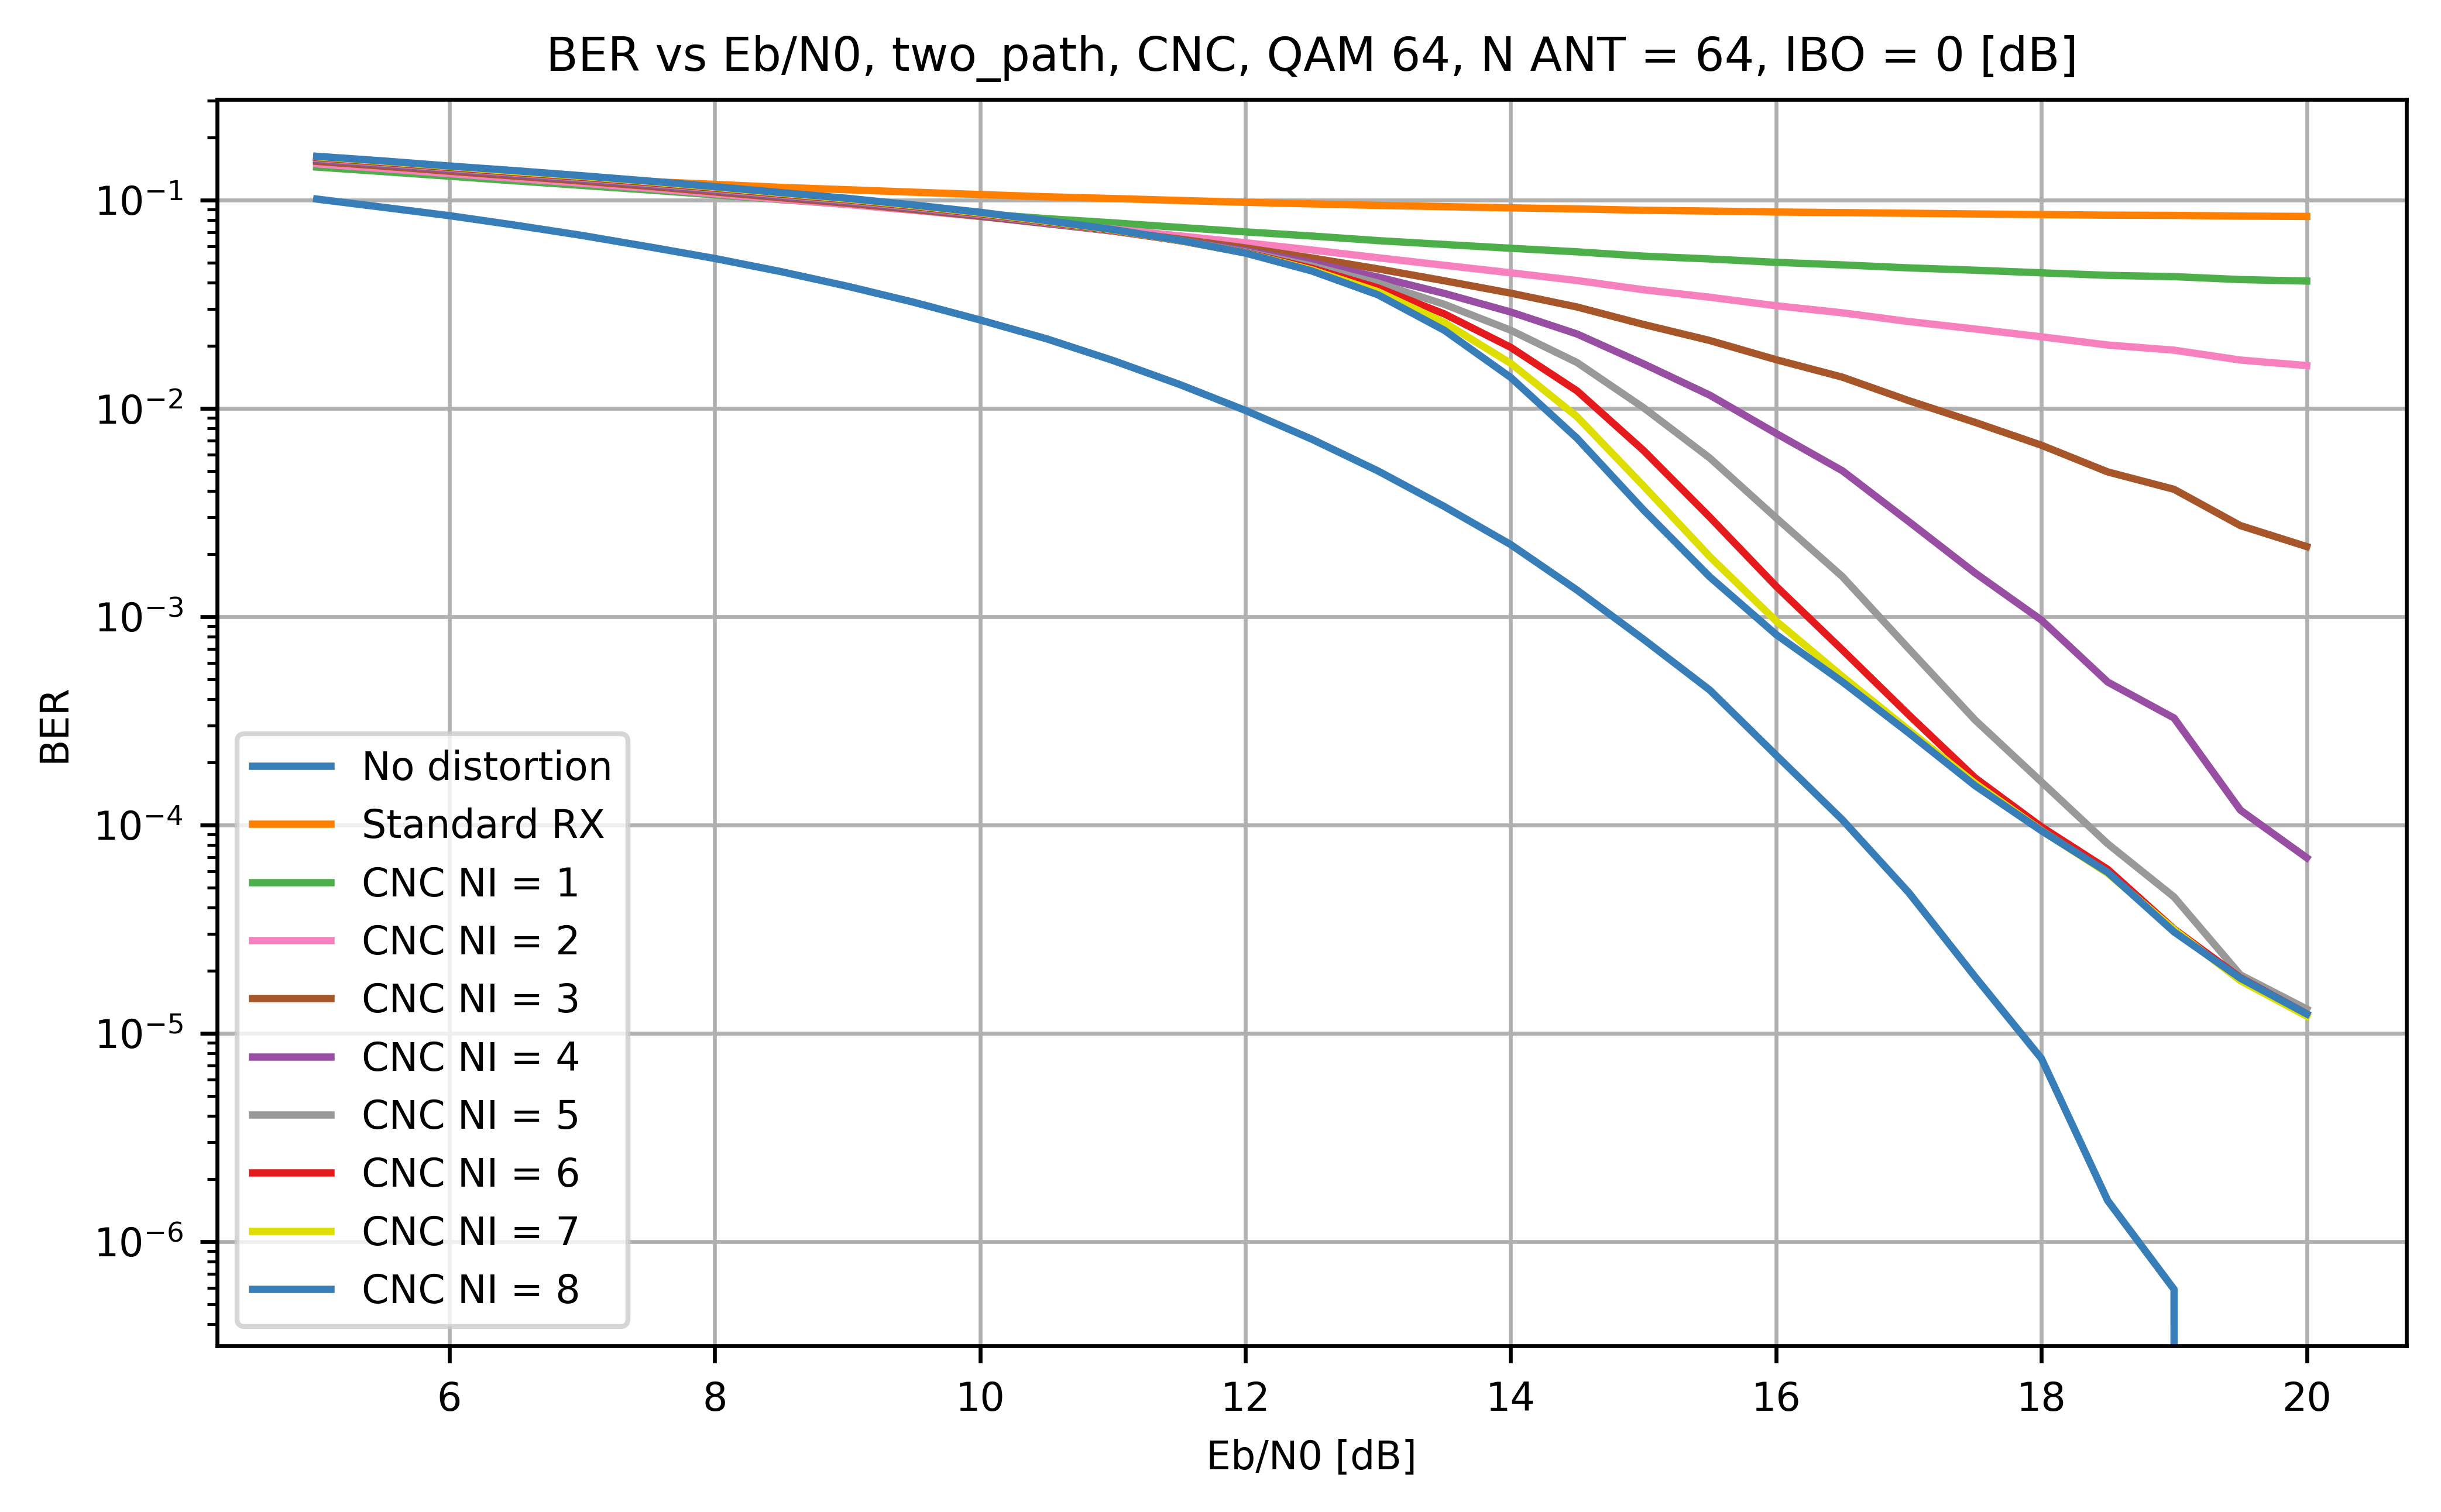 BER vs Eb/N0, two_path, CNC, QAM 64, N ANT = 64, IBO = 0 [dB]
10⁻¹
10⁻²
10⁻³
10⁻⁴
10⁻⁵
10⁻⁶
BER
No distortion
Standard RX
CNC NI = 1
CNC NI = 2
CNC NI = 3
CNC NI = 4
CNC NI = 5
CNC NI = 6
CNC NI = 7
CNC NI = 8
6 8 10 12 14 16 18 20
Eb/N0 [dB]